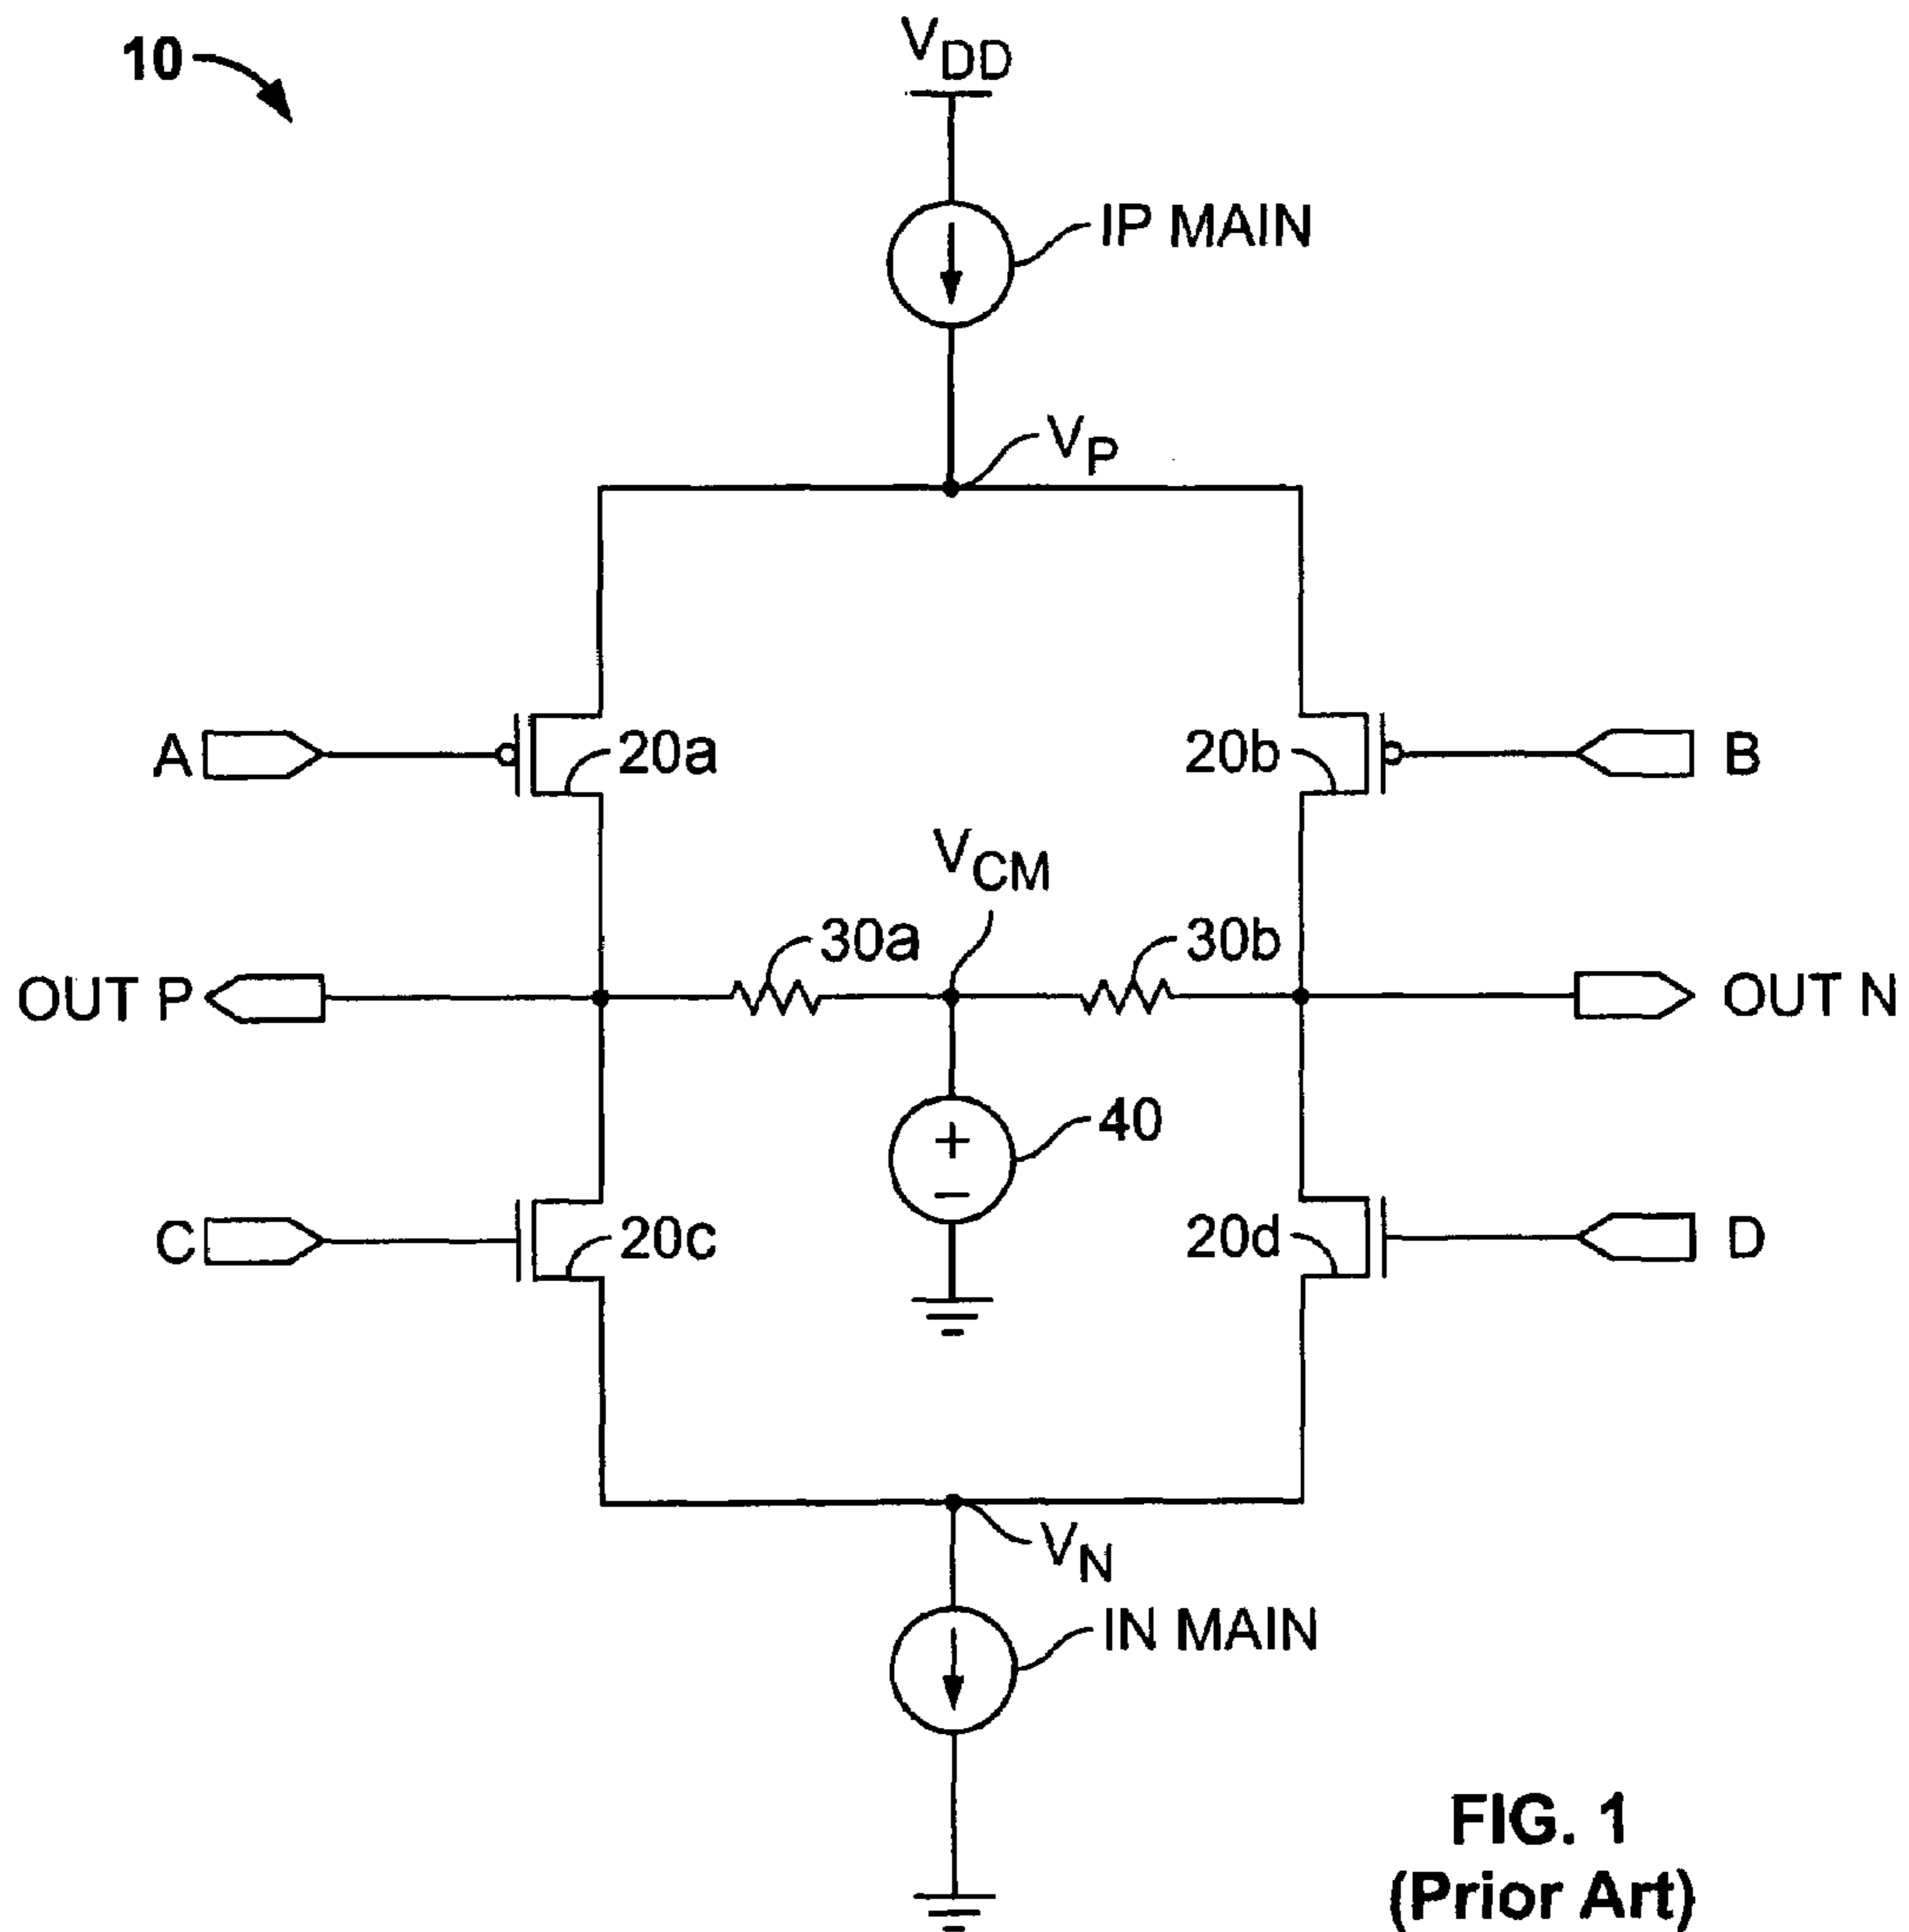 10
VDD
IP MAIN
VP
A
20a
20b
B
VCM
30a
30b
OUT P
OUT N
+
40
−
C
20c
20d
D
VN
IN MAIN
FIG. 1
(Prior Art)